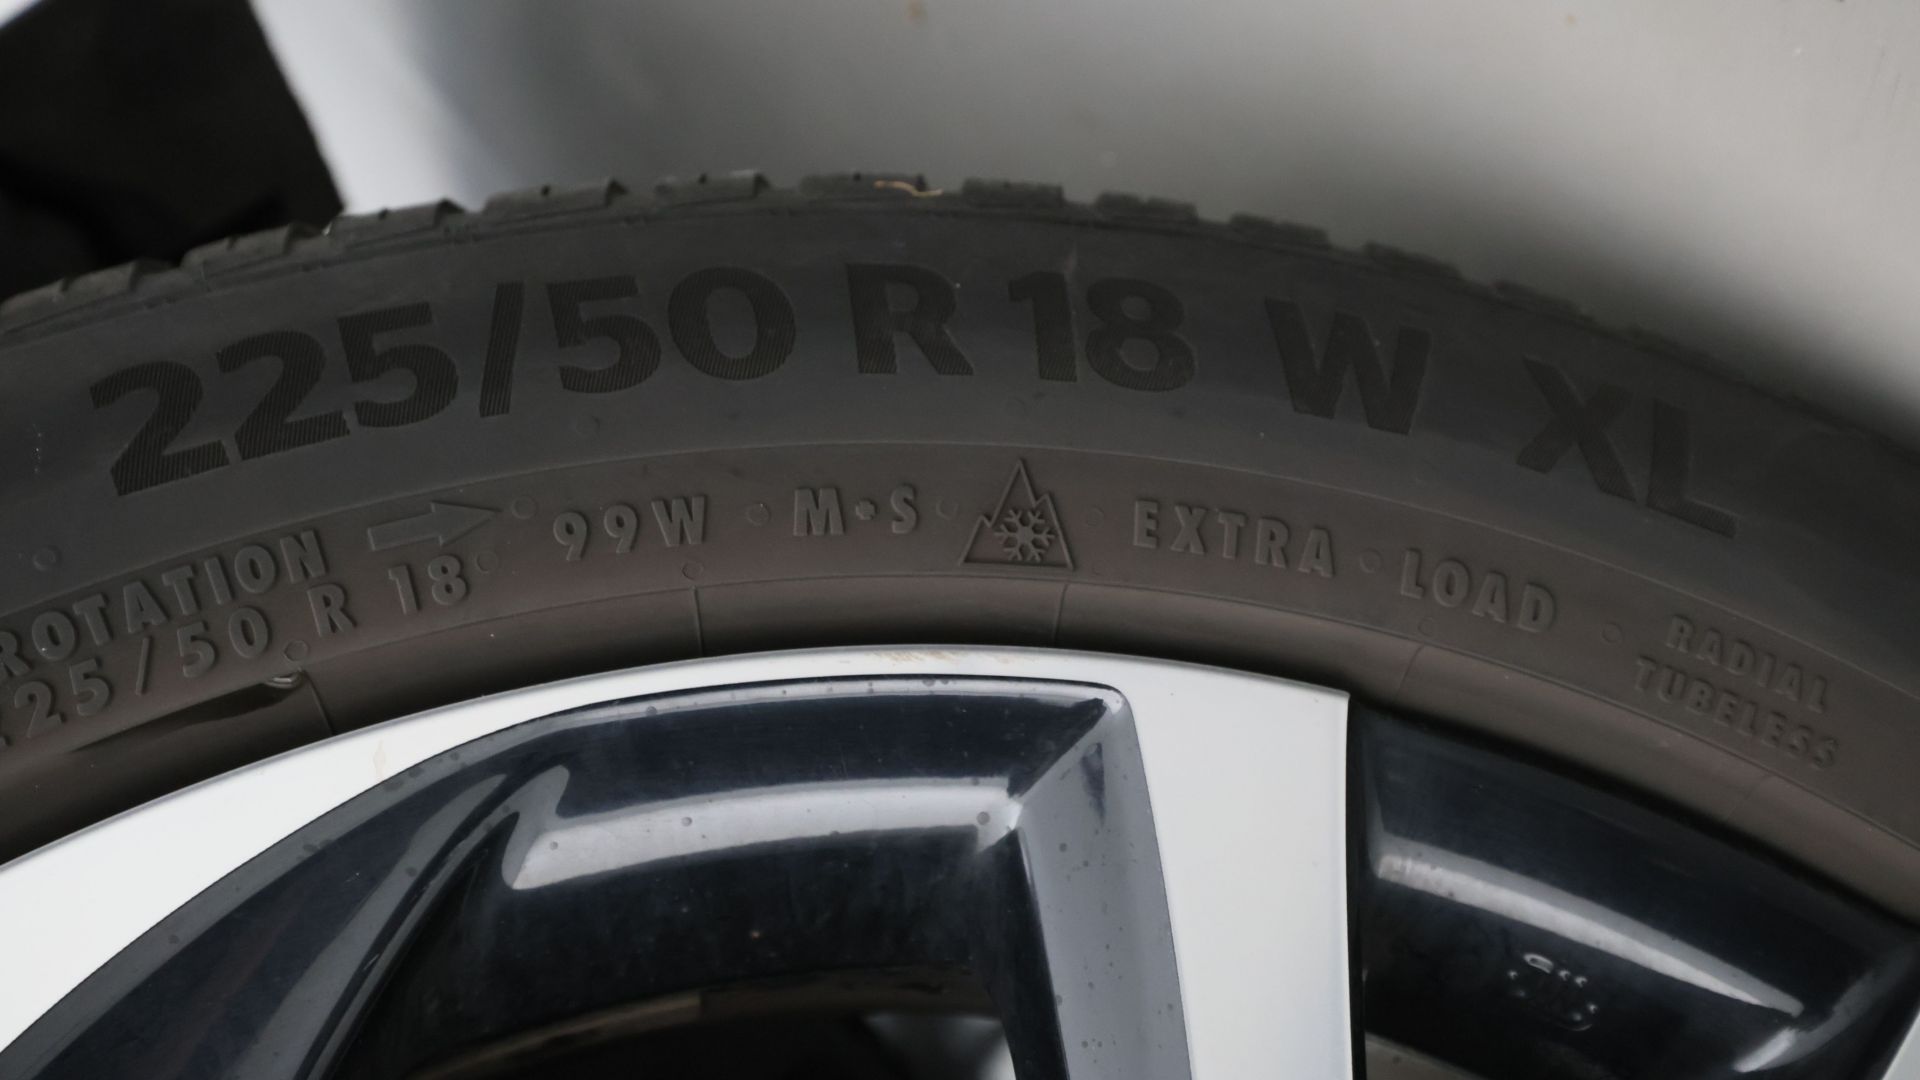 225/50 R 18 W XL
ROTATION
225/50 R 18
99W
M+S
EXTRA LOAD
RADIAL
TUBELESS